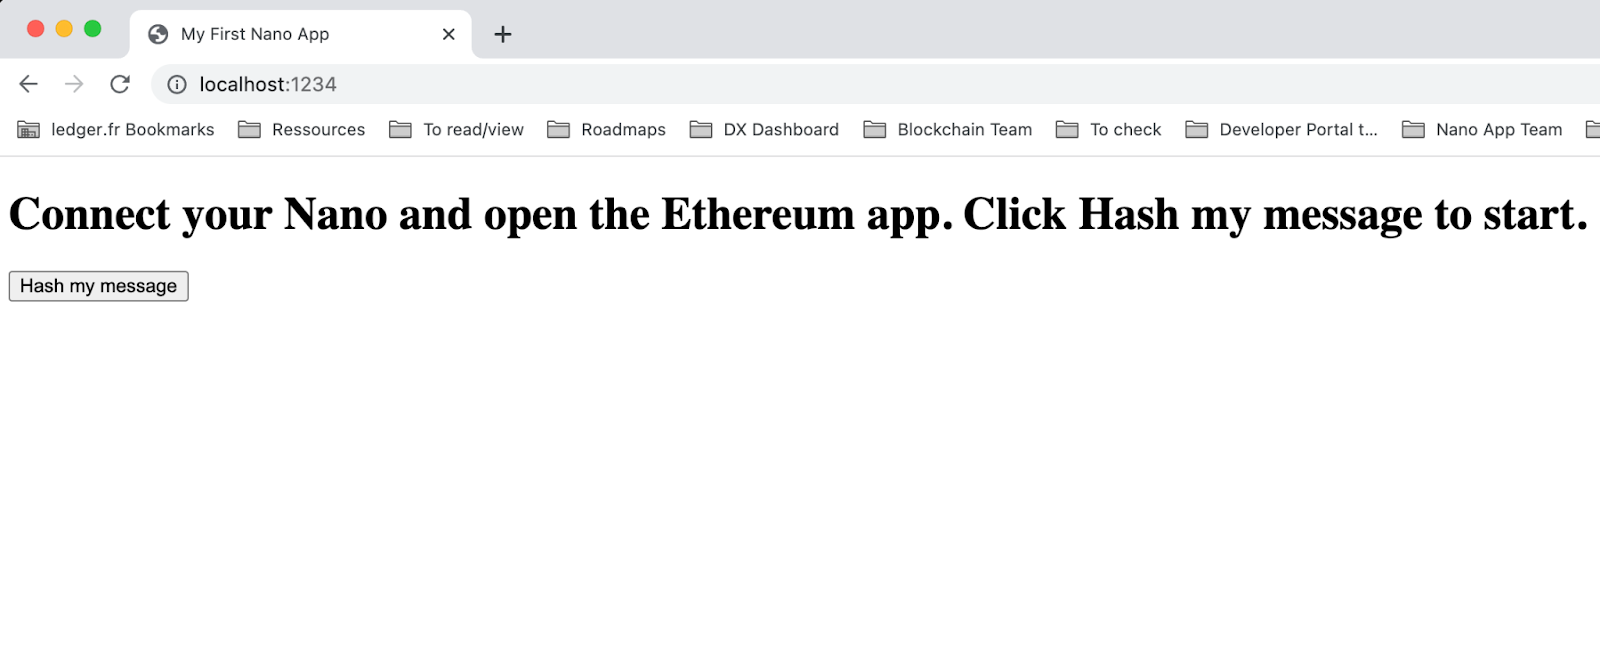 My First Nano App
localhost:1234
ledger.fr Bookmarks Ressources To read/view Roadmaps DX Dashboard Blockchain Team To check Developer Portal t... Nano App Team
Connect your Nano and open the Ethereum app. Click Hash my message to start.
Hash my message